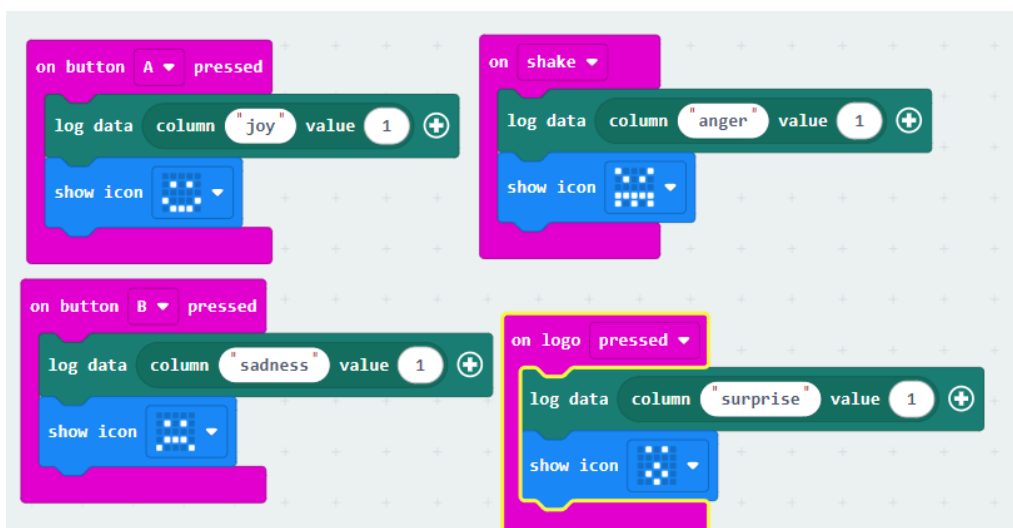 on button A pressed
log data column "joy" value 1
show icon
on shake
log data column "anger" value 1
show icon
on button B pressed
log data column "sadness" value 1
show icon
on logo pressed
log data column "surprise" value 1
show icon